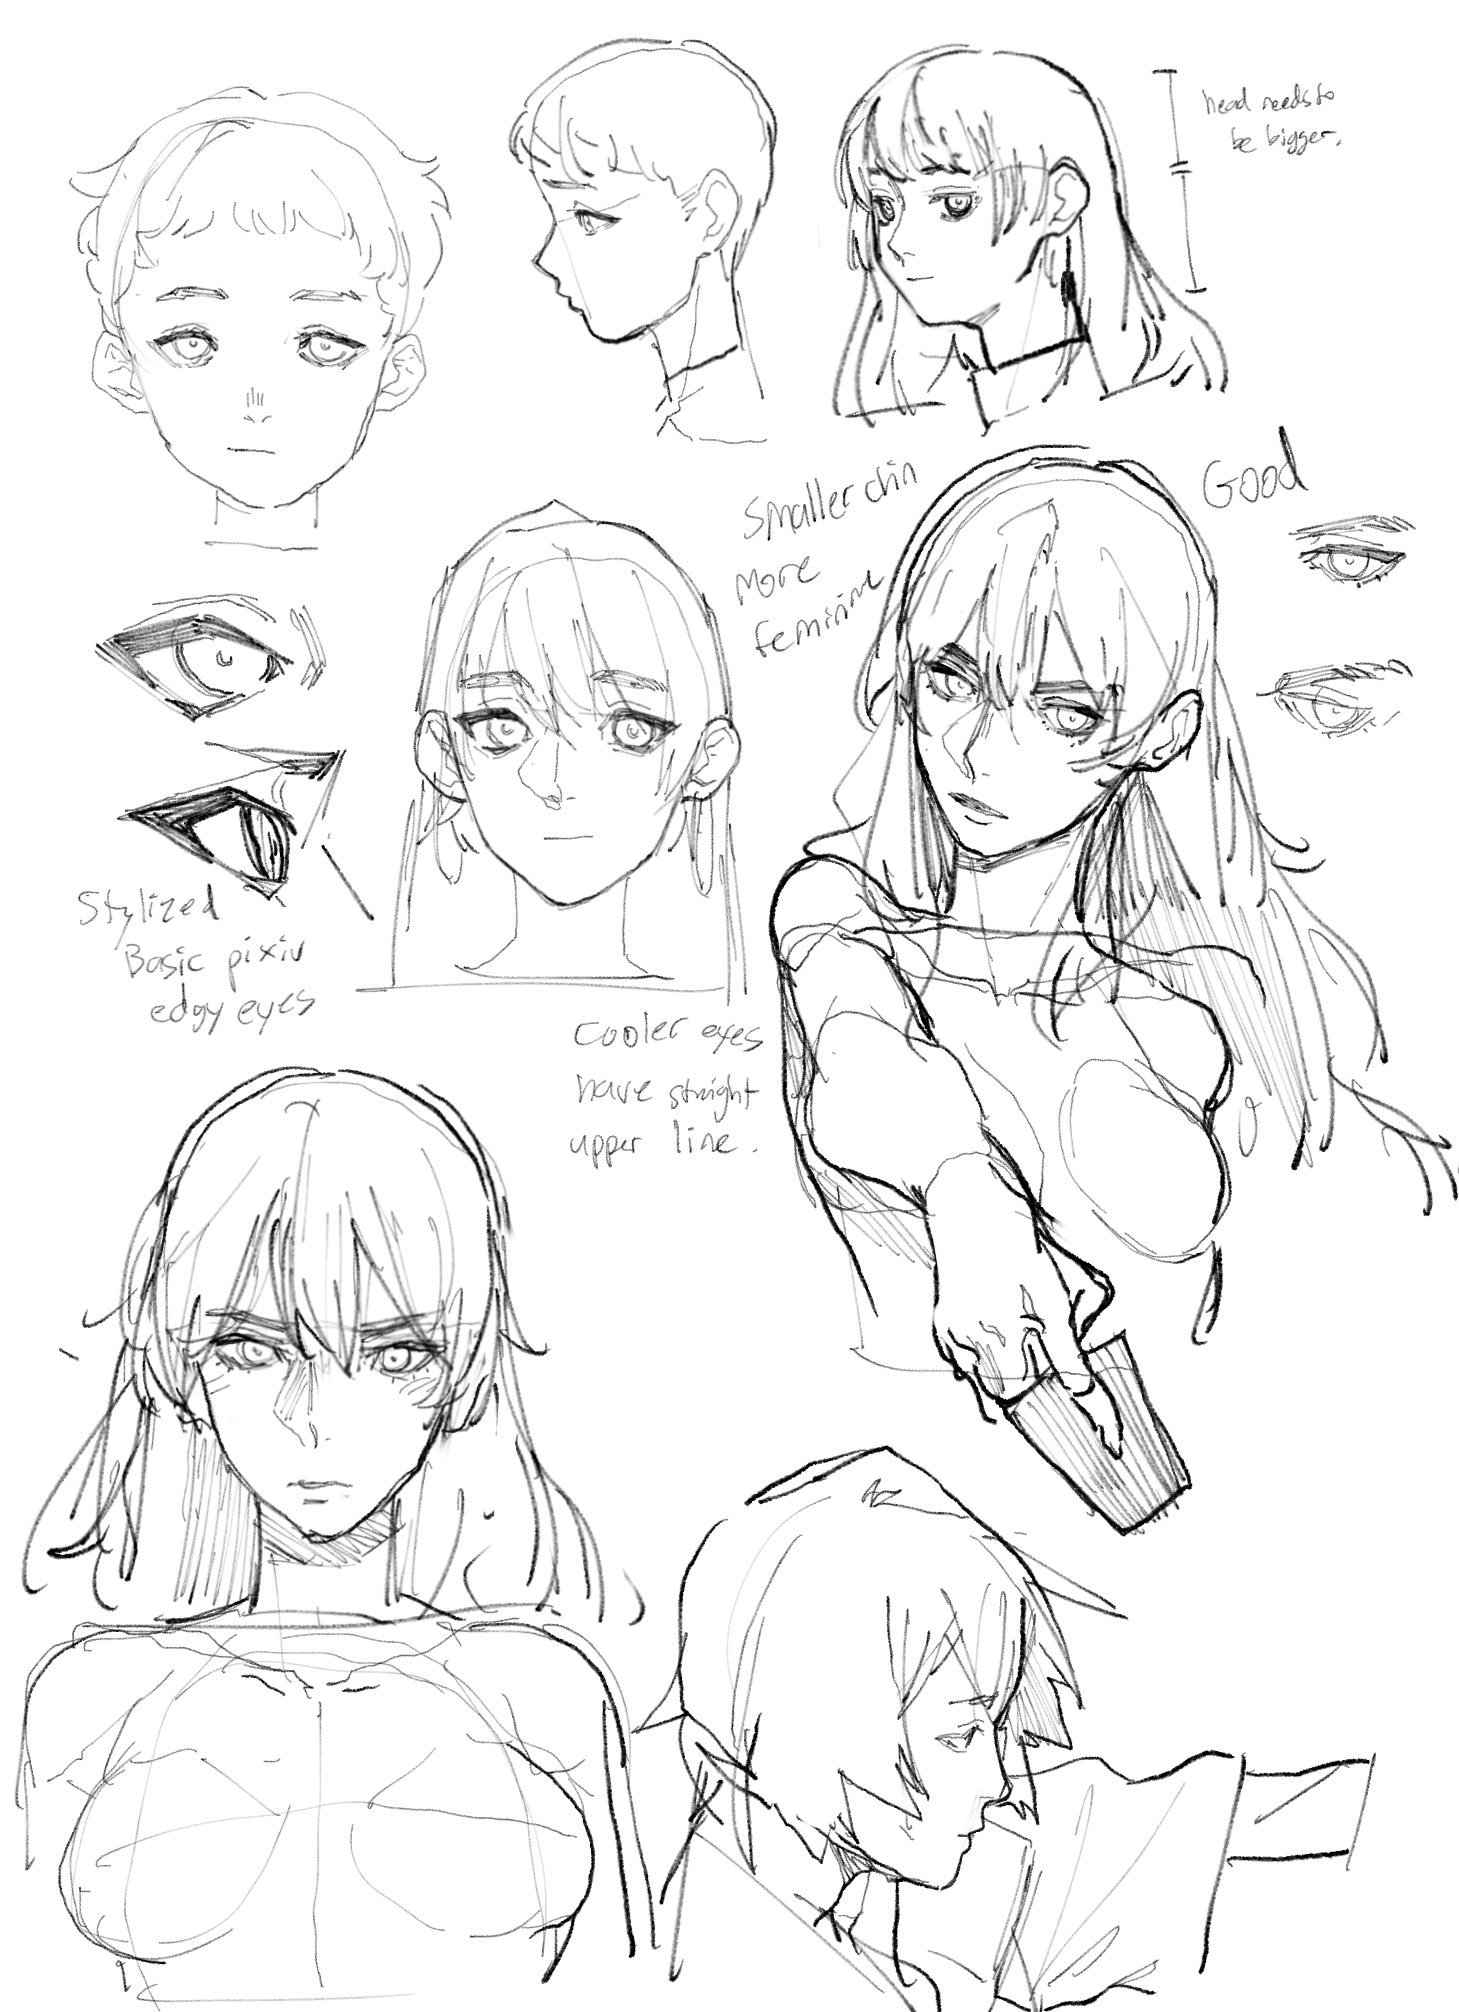 head needs to
be bigger.
Good
Smaller chin
More
feminine
Stylized
Basic pixiv
edgy eyes
Cooler eyes
have straight
upper line.